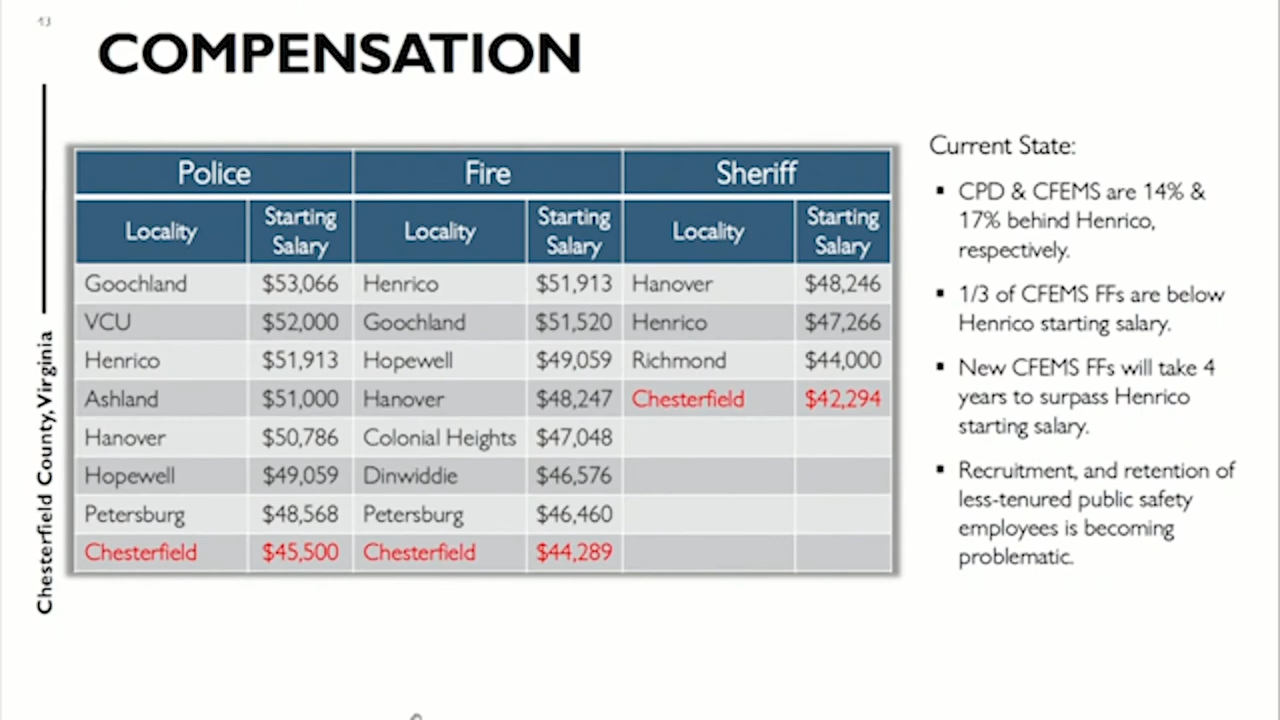 43
COMPENSATION
Chesterfield County, Virginia
Police Fire Sheriff
Locality Starting Salary Locality Starting Salary Locality Starting Salary
Goochland $53,066 Henrico $51,913 Hanover $48,246
VCU $52,000 Goochland $51,520 Henrico $47,266
Henrico $51,913 Hopewell $49,059 Richmond $44,000
Ashland $51,000 Hanover $48,247 Chesterfield $42,294
Hanover $50,786 Colonial Heights $47,048
Hopewell $49,059 Dinwiddie $46,576
Petersburg $48,568 Petersburg $46,460
Chesterfield $45,500 Chesterfield $44,289
Current State:
▪ CPD & CFEMS are 14% &
17% behind Henrico,
respectively.
▪ 1/3 of CFEMS FFs are below
Henrico starting salary.
▪ New CFEMS FFs will take 4
years to surpass Henrico
starting salary.
▪ Recruitment, and retention of
less-tenured public safety
employees is becoming
problematic.